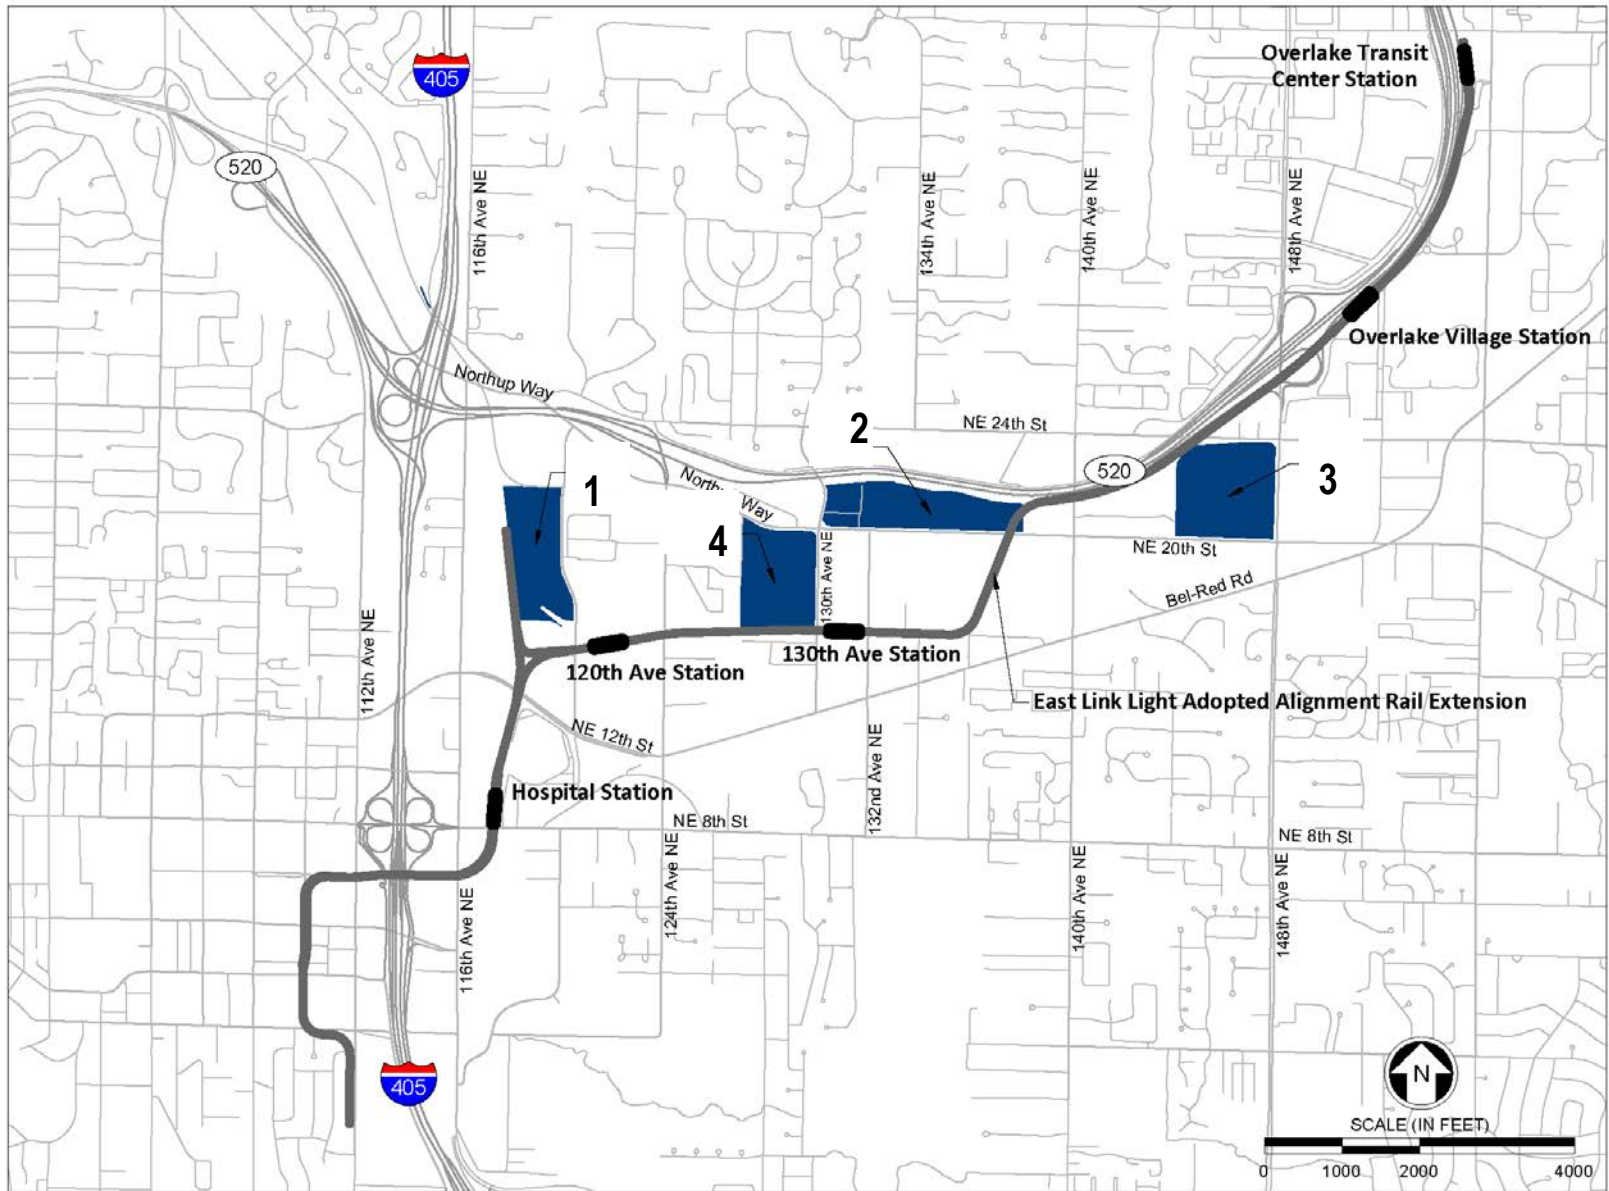 Overlake Transit
Center Station
405
520
116th Ave NE
134th Ave NE
140th Ave NE
148th Ave NE
Overlake Village Station
Northup Way
2
NE 24th St
520
3
1
Northup Way
4
130th Ave NE
NE 20th St
Bel-Red Rd
112th Ave NE
120th Ave Station
130th Ave Station
East Link Light Adopted Alignment Rail Extension
NE 12th St
132nd Ave NE
Hospital Station
NE 8th St
NE 8th St
116th Ave NE
124th Ave NE
140th Ave NE
148th Ave NE
405
N
SCALE (IN FEET)
0 1000 2000 4000